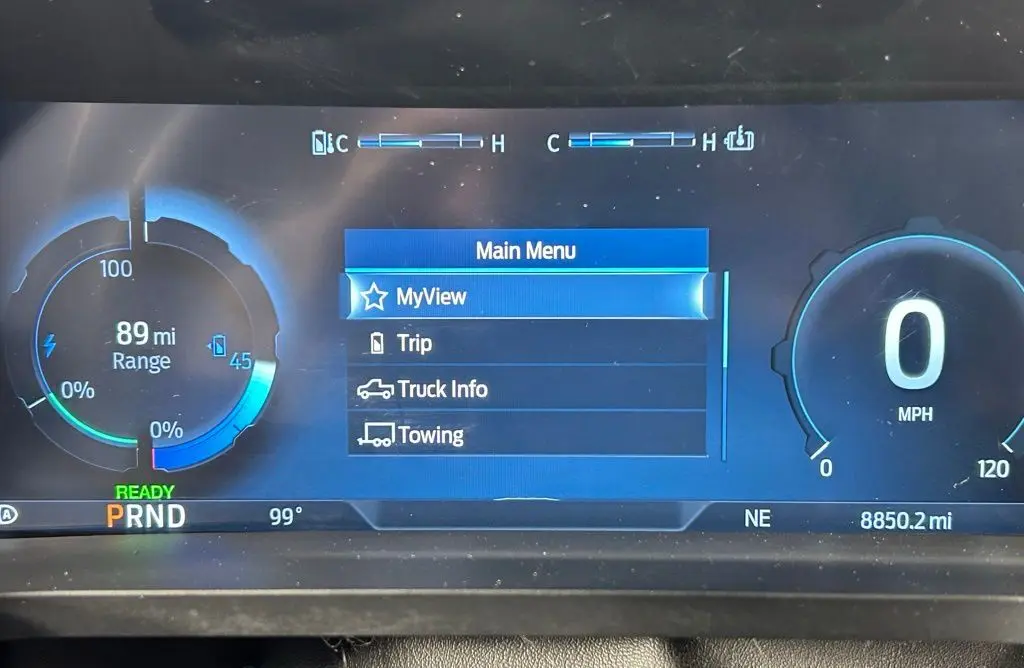 C H C H
Main Menu
MyView
Trip
Truck Info
Towing
100
89 mi
Range
45
0%
0%
READY
PRND
99°
0
MPH
0
120
A
NE
8850.2 mi